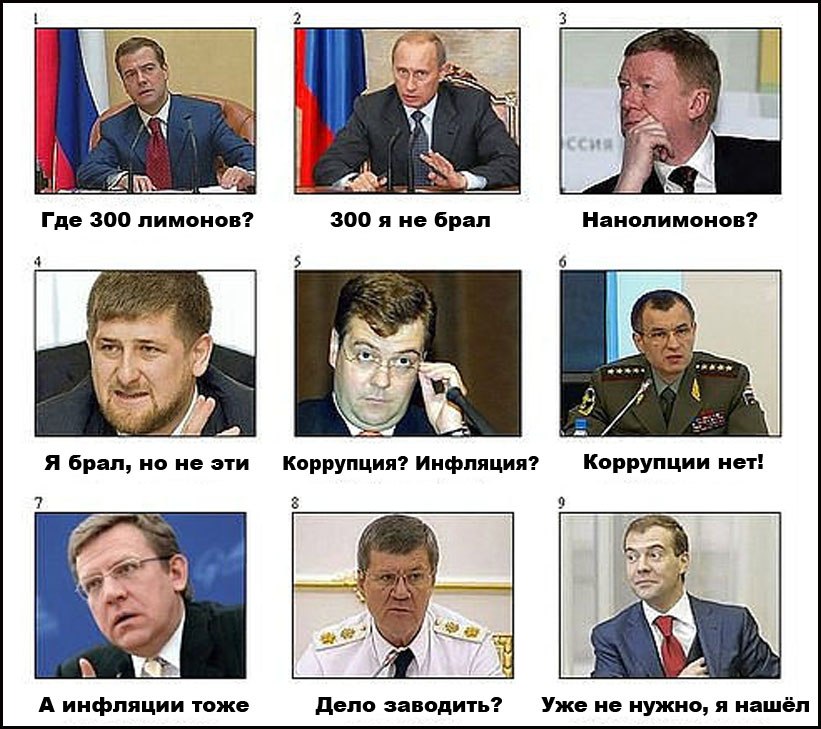 1
2
3
ССИЯ
Где 300 лимонов?
300 я не брал
Нанолимонов?
4
5
6
Я брал, но не эти
Коррупция? Инфляция?
Коррупции нет!
7
8
9
А инфляции тоже
Дело заводить?
Уже не нужно, я нашёл